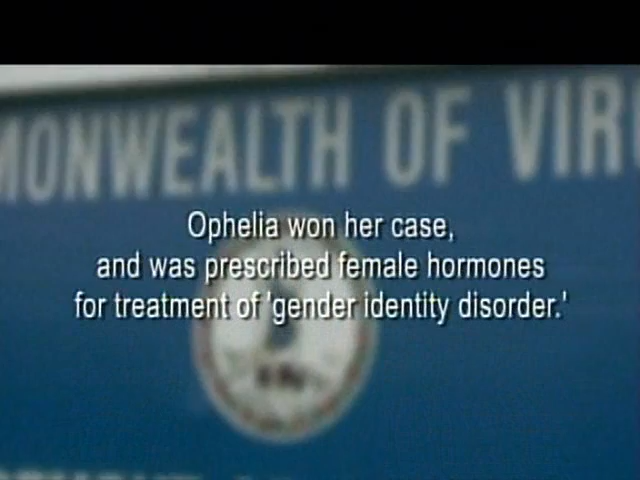 MONWEALTH OF VIR
Ophelia won her case,
and was prescribed female hormones
for treatment of 'gender identity disorder.'